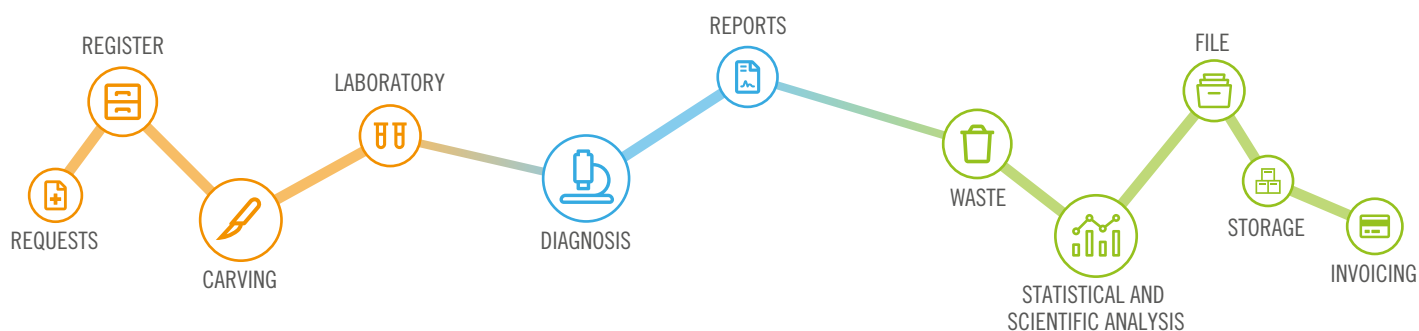 REQUESTS
REGISTER
CARVING
LABORATORY
DIAGNOSIS
REPORTS
WASTE
STATISTICAL AND
SCIENTIFIC ANALYSIS
FILE
STORAGE
INVOICING